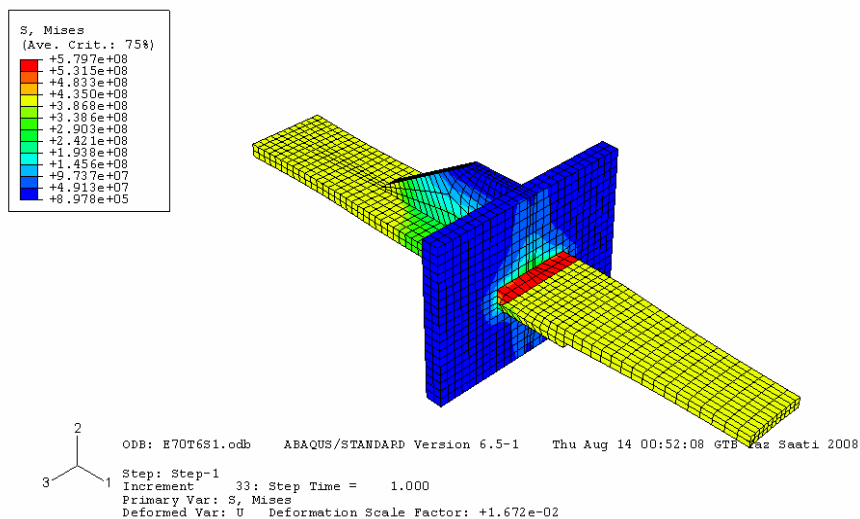 S, Mises
(Ave. Crit.: 75%)
+5.797e+08
+5.315e+08
+4.833e+08
+4.350e+08
+3.868e+08
+3.386e+08
+2.903e+08
+2.421e+08
+1.938e+08
+1.456e+08
+9.737e+07
+4.913e+07
+8.978e+05
2
3
1
ODB: E70T6S1.odb ABAQUS/STANDARD Version 6.5-1 Thu Aug 14 00:52:08 GTB Saati 2008
Step: Step-1
Increment 33: Step Time = 1.000
Primary Var: S, Mises
Deformed Var: U Deformation Scale Factor: +1.672e-02